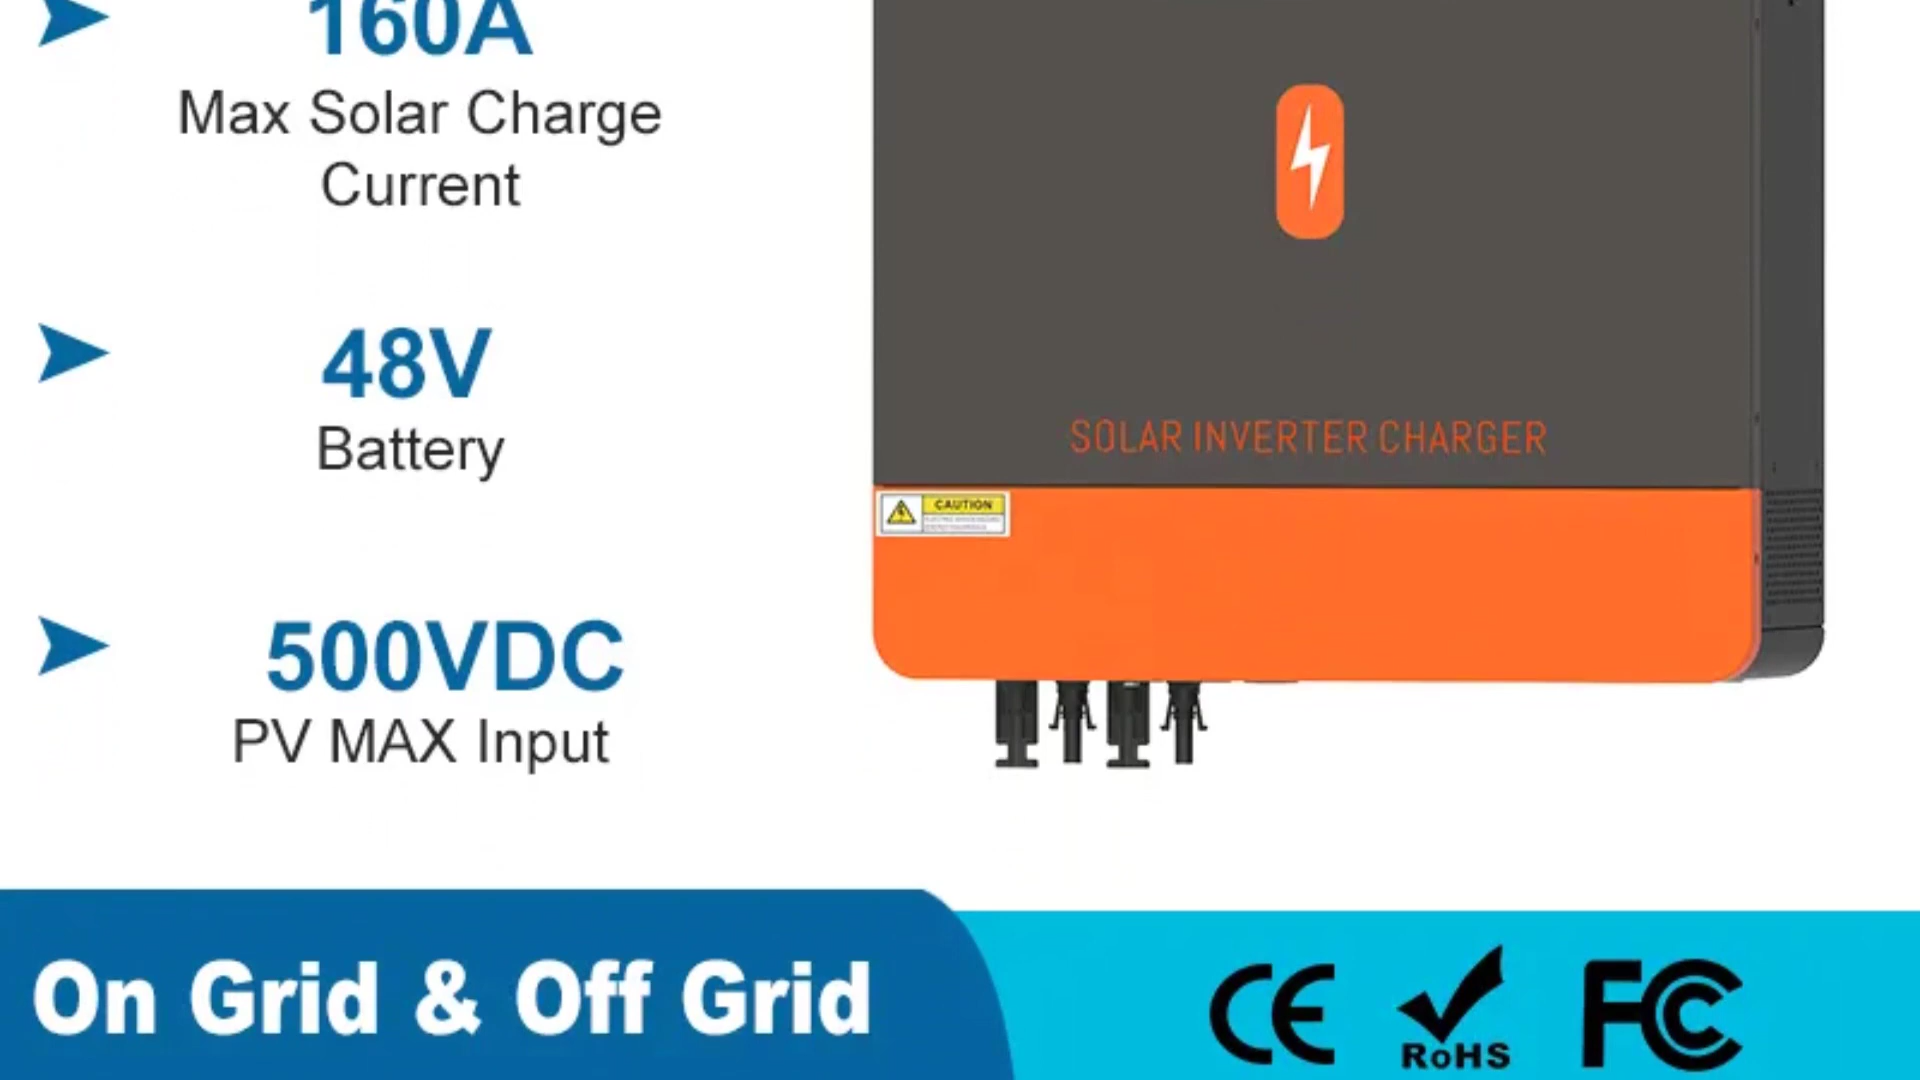 160A
Max Solar Charge
Current
48V
Battery
500VDC
PV MAX Input
SOLAR INVERTER CHARGER
CAUTION
On Grid & Off Grid
CE
RoHS
FC